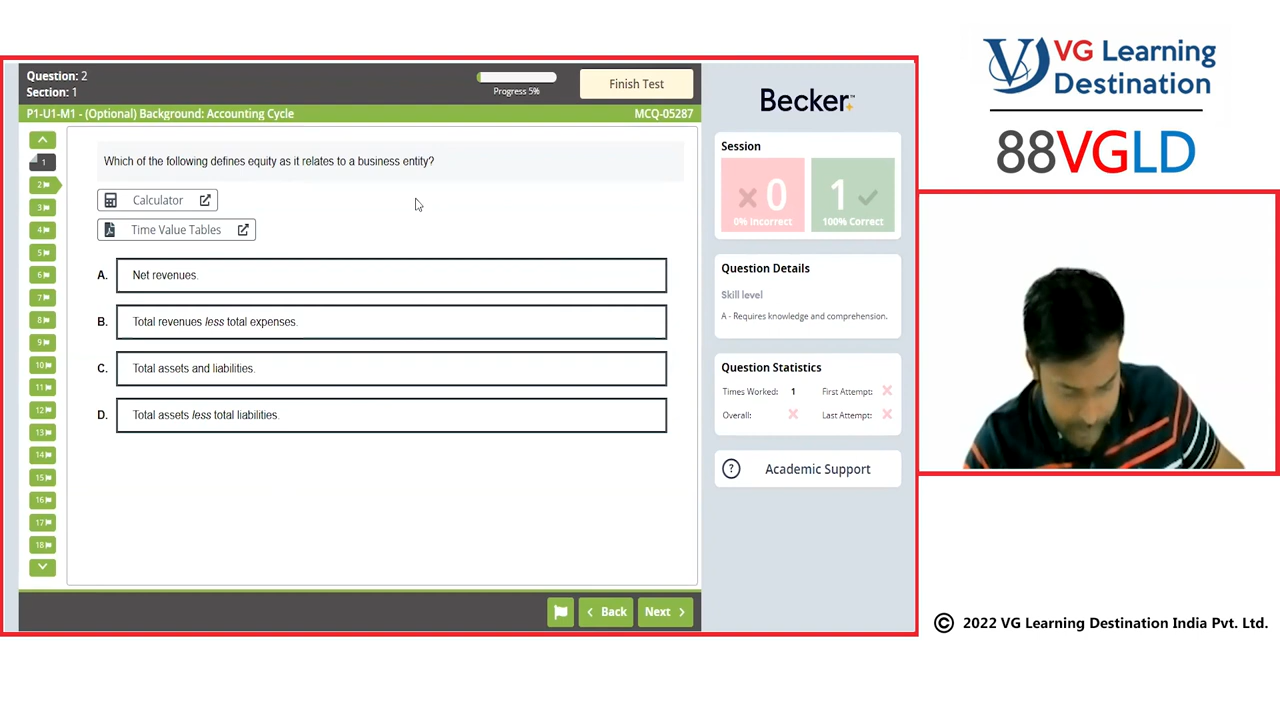 Question: 2
Section: 1
Progress 5%
Finish Test
P1-U1-M1 - (Optional) Background: Accounting Cycle
MCQ-05287
1
2
3
4
5
6
7
8
9
10
11
12
13
14
15
16
17
18
Which of the following defines equity as it relates to a business entity?
Calculator
Time Value Tables
A. Net revenues.
B. Total revenues less total expenses.
C. Total assets and liabilities.
D. Total assets less total liabilities.
Back
Next
Becker
Session
0
0% Incorrect
1
100% Correct
Question Details
Skill level
A - Requires knowledge and comprehension.
Question Statistics
Times Worked: 1
First Attempt:
Overall:
Last Attempt:
? Academic Support
VG Learning
Destination
88VGLD
© 2022 VG Learning Destination India Pvt. Ltd.